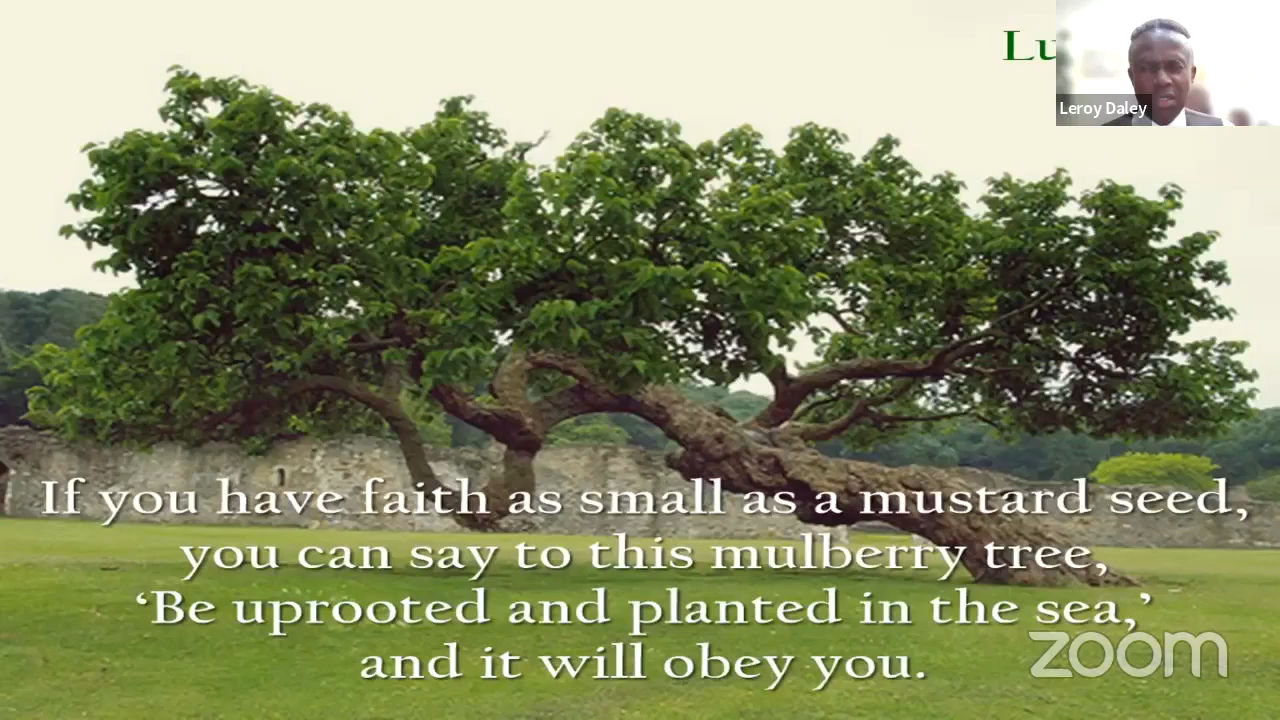 Leroy Daley
If you have faith as small as a mustard seed,
you can say to this mulberry tree,
‘Be uprooted and planted in the sea,’
and it will obey you.
zoom